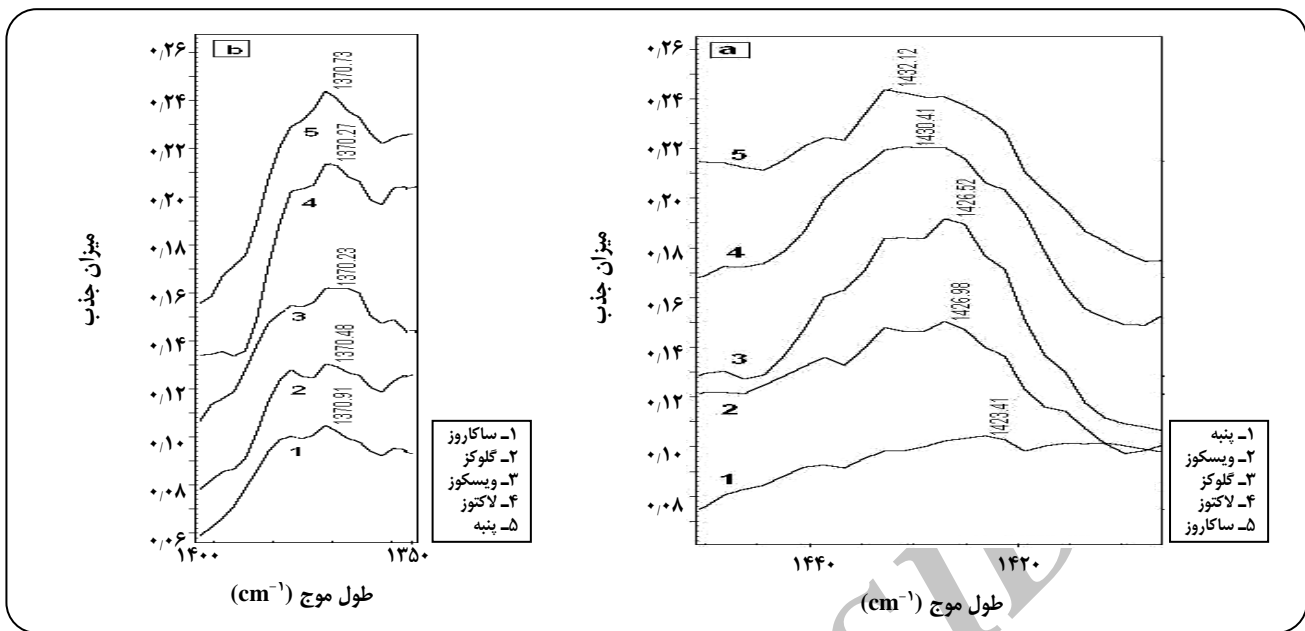 a
۰/۲۶
۰/۲۴
۰/۲۲
۰/۲۰
۰/۱۸
۰/۱۶
۰/۱۴
۰/۱۲
۰/۱۰
۰/۰۸
میزان جذب
1432.12
1430.41
1426.52
1426.98
1423.41
5
4
3
2
1
۱۴۴۰ ۱۴۲۰
طول موج (cm⁻¹)
۱ـ پنبه
۲ـ ویسکوز
۳ـ گلوکز
۴ـ لاکتوز
۵ـ ساکاروز
b
۰/۲۶
۰/۲۴
۰/۲۲
۰/۲۰
۰/۱۸
۰/۱۶
۰/۱۴
۰/۱۲
۰/۱۰
۰/۰۸
۰/۰۶
میزان جذب
1370.73
1370.27
1370.23
1370.48
1370.91
5
4
3
2
1
۱۴۰۰ ۱۳۵۰
طول موج (cm⁻¹)
۱ـ ساکاروز
۲ـ گلوکز
۳ـ ویسکوز
۴ـ لاکتوز
۵ـ پنبه